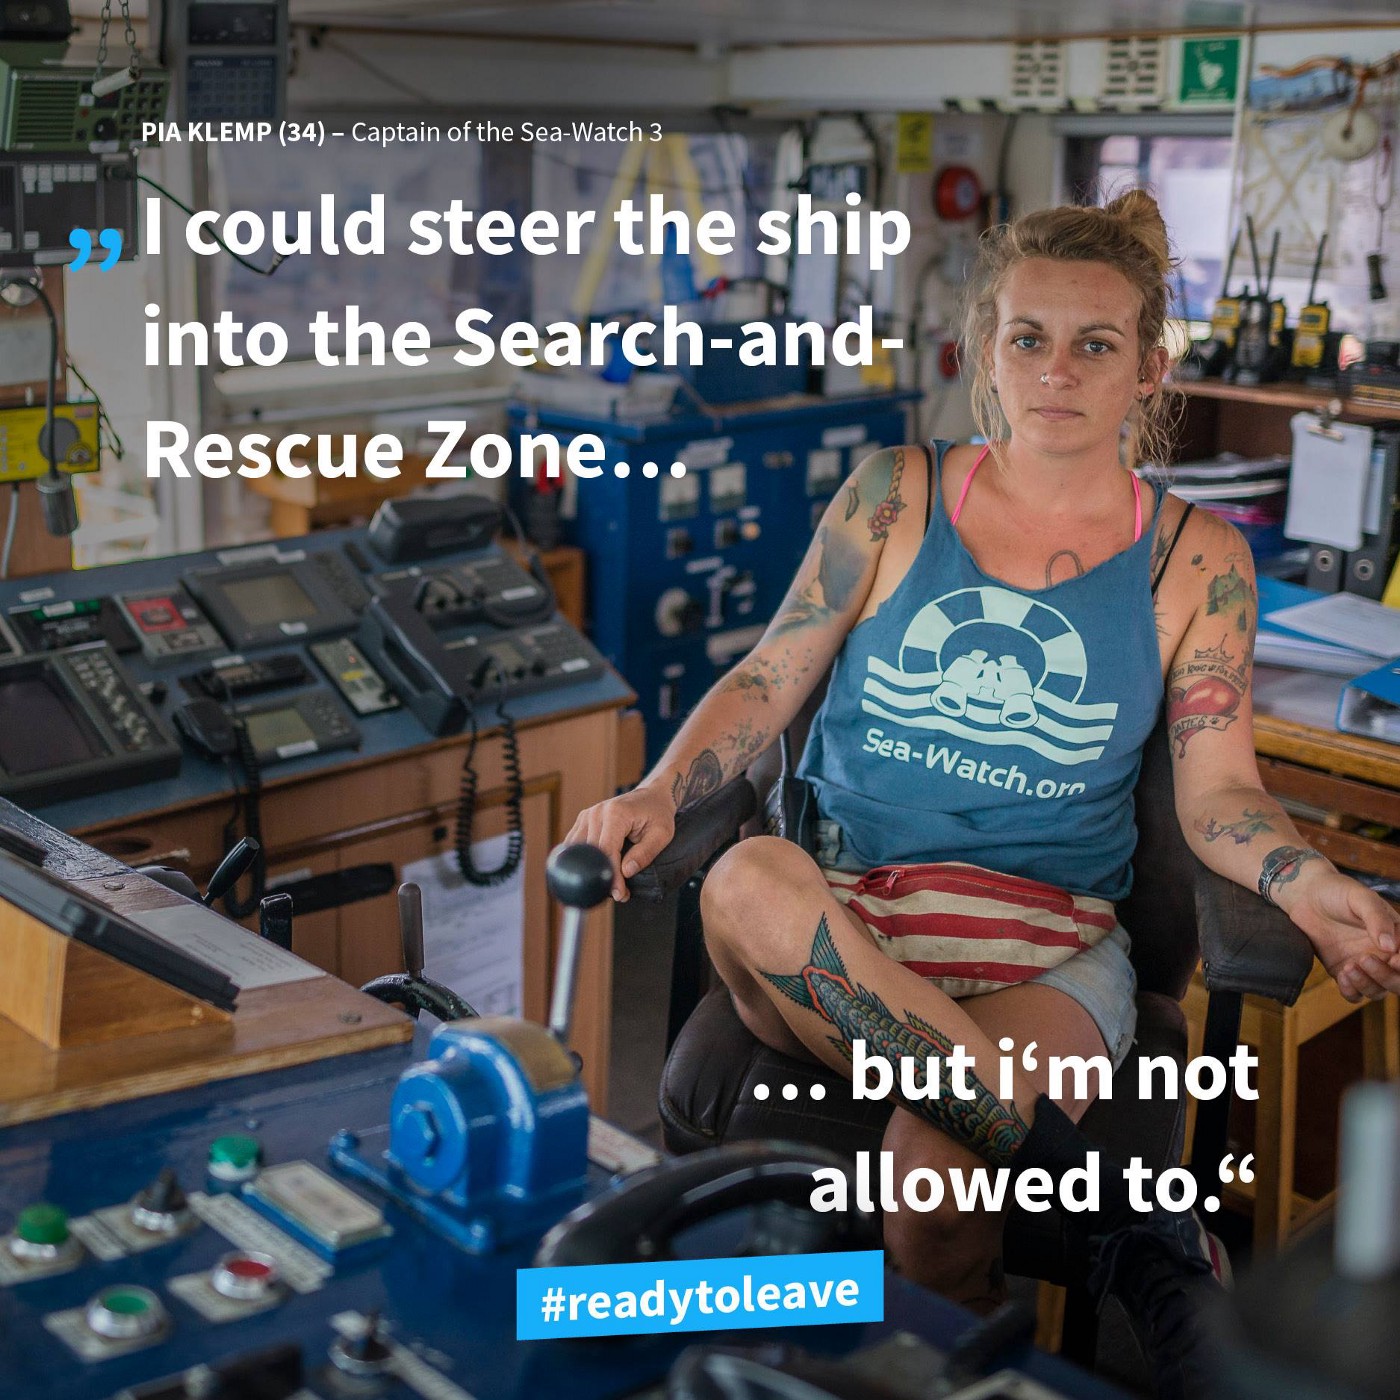 PIA KLEMP (34) – Captain of the Sea-Watch 3
„I could steer the ship
into the Search-and-
Rescue Zone...
Sea-Watch.org
... but i‘m not
allowed to.“
#readytoleave